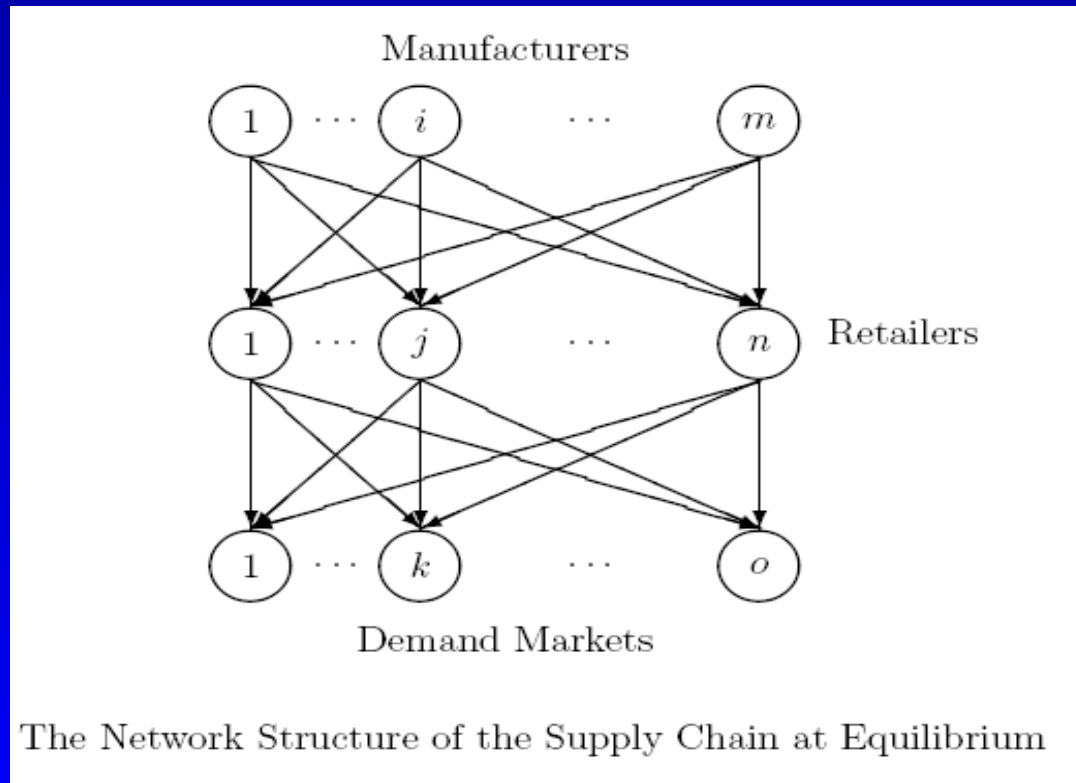 Manufacturers
1 ··· i ··· m
1 ··· j ··· n Retailers
1 ··· k ··· o
Demand Markets
The Network Structure of the Supply Chain at Equilibrium